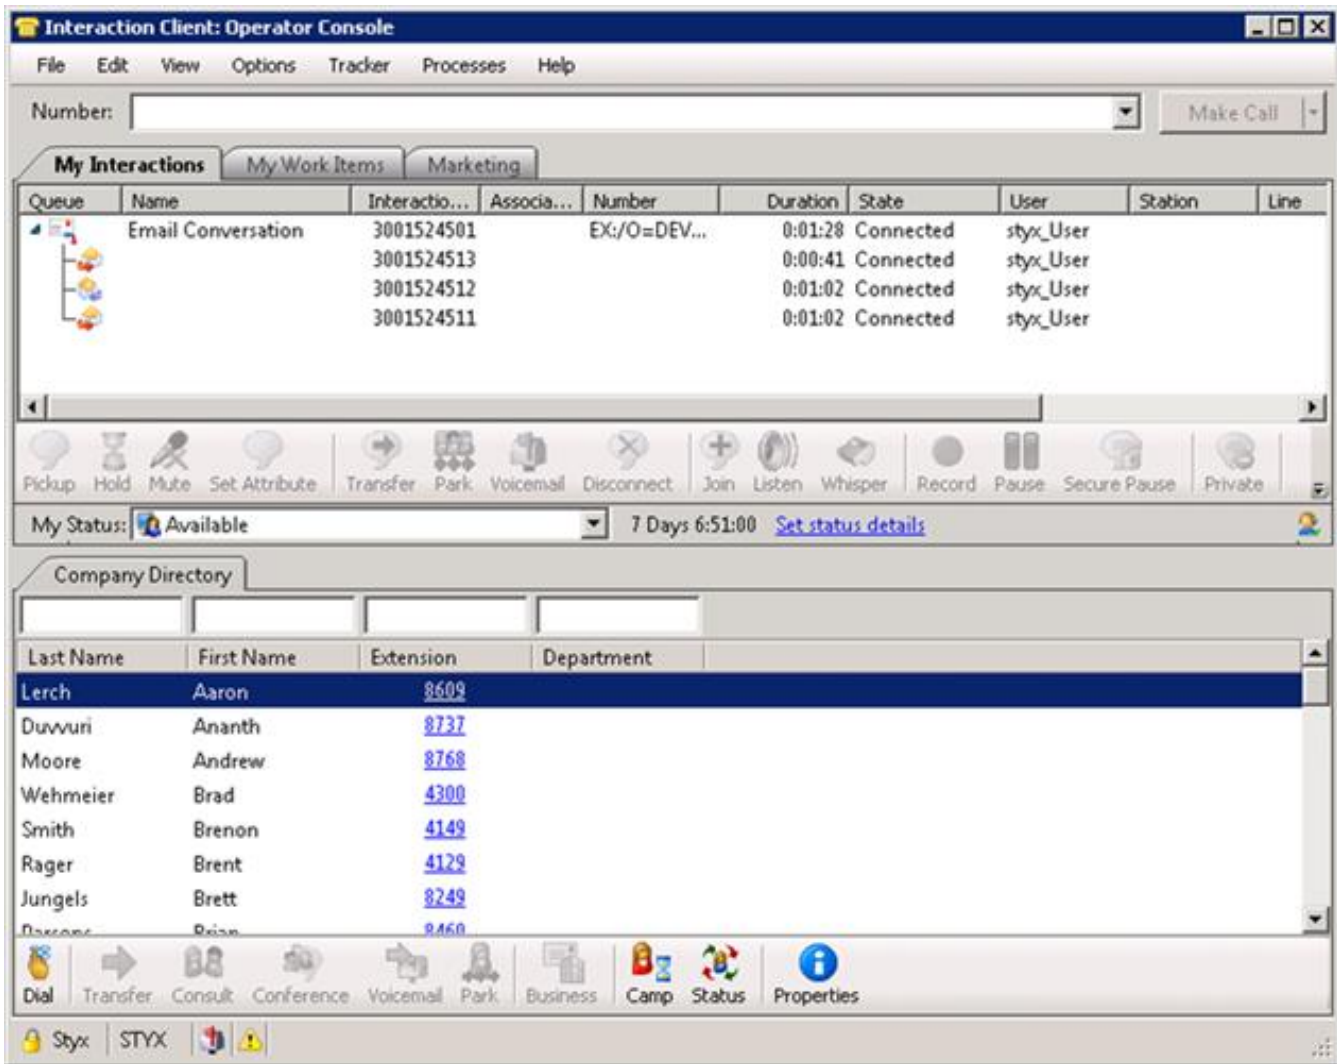 Interaction Client: Operator Console
File Edit View Options Tracker Processes Help
Number: Make Call
My Interactions My Work Items Marketing
Queue Name Interactio... Associa... Number Duration State User Station Line
Email Conversation 3001524501 EX:/O=DEV... 0:01:28 Connected styx_User
3001524513 0:00:41 Connected styx_User
3001524512 0:01:02 Connected styx_User
3001524511 0:01:02 Connected styx_User
Pickup Hold Mute Set Attribute Transfer Park Voicemail Disconnect Join Listen Whisper Record Pause Secure Pause Private
My Status: Available 7 Days 6:51:00 Set status details
Company Directory
Last Name First Name Extension Department
Lerch Aaron 8609
Duvvuri Ananth 8737
Moore Andrew 8768
Wehmeier Brad 4300
Smith Brenon 4149
Rager Brent 4129
Jungels Brett 8249
Parsons Brian 8460
Dial Transfer Consult Conference Voicemail Park Business Camp Status Properties
Styx STYX